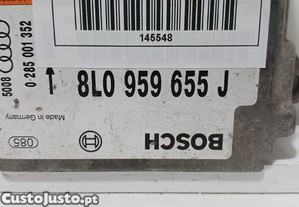 145548
5008
0 285 001 352
8L0 959 655 J
Made in Germany
085
BOSCH
CustoJusto.pt